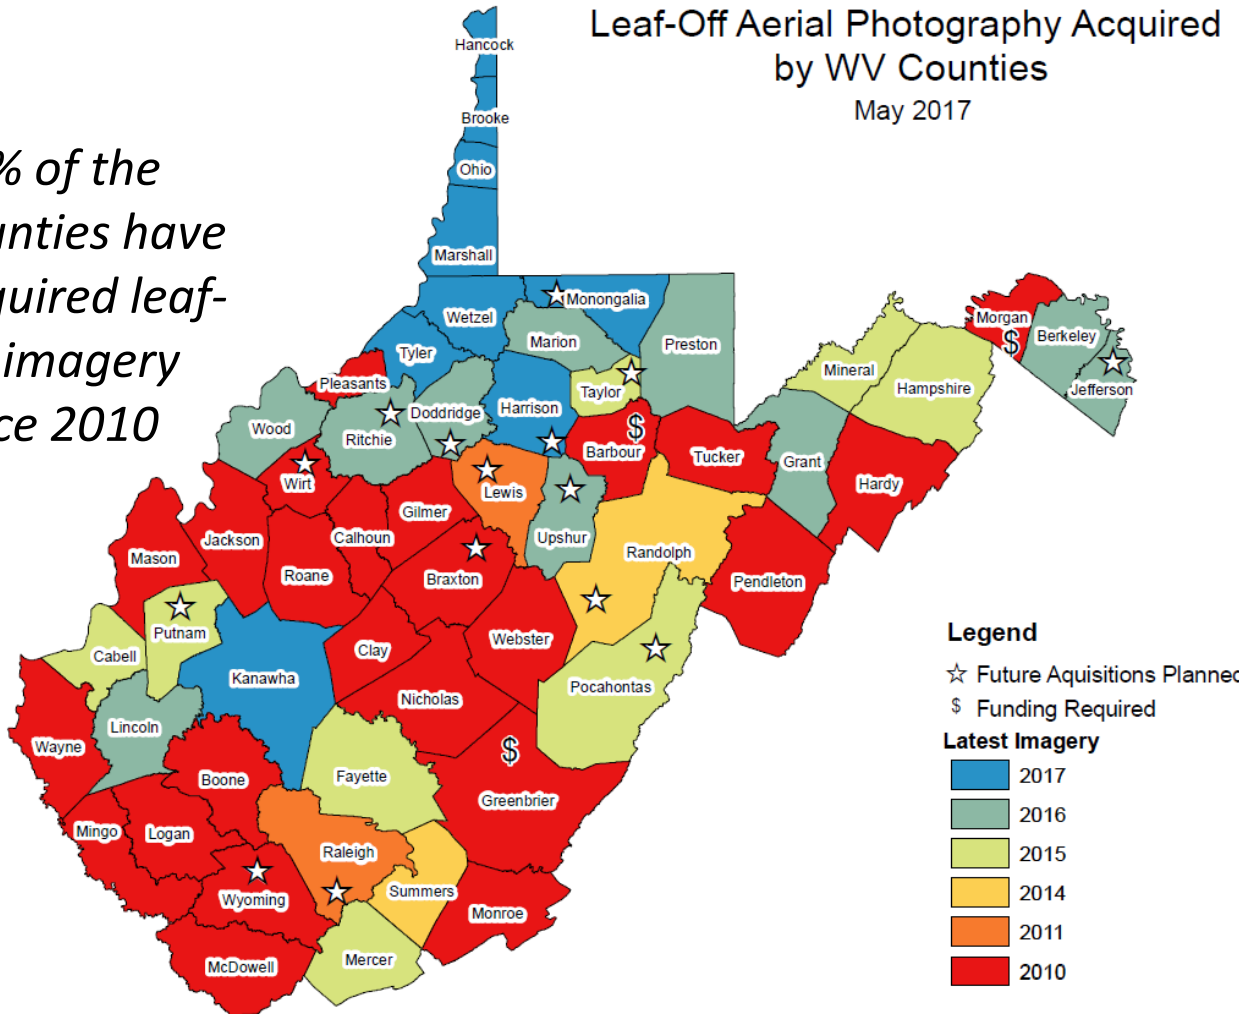 Leaf-Off Aerial Photography Acquired
by WV Counties
May 2017
% of the
unties have
quired leaf-
imagery
ce 2010
Hancock
Brooke
Ohio
Marshall
Wetzel
Monongalia
Tyler
Marion
Preston
Pleasants
Taylor
Morgan
$
Berkeley
Jefferson
Mineral
Hampshire
Wood
Ritchie
Doddridge
Harrison
$
Barbour
Tucker
Grant
Hardy
Wirt
Lewis
Gilmer
Upshur
Jackson
Calhoun
Randolph
Mason
Roane
Braxton
Pendleton
Putnam
Cabell
Clay
Webster
Kanawha
Nicholas
Pocahontas
Lincoln
Wayne
Boone
Fayette
$
Greenbrier
Mingo
Logan
Raleigh
Wyoming
Summers
Monroe
McDowell
Mercer
Legend
Future Aquisitions Planned
$ Funding Required
Latest Imagery
2017
2016
2015
2014
2011
2010